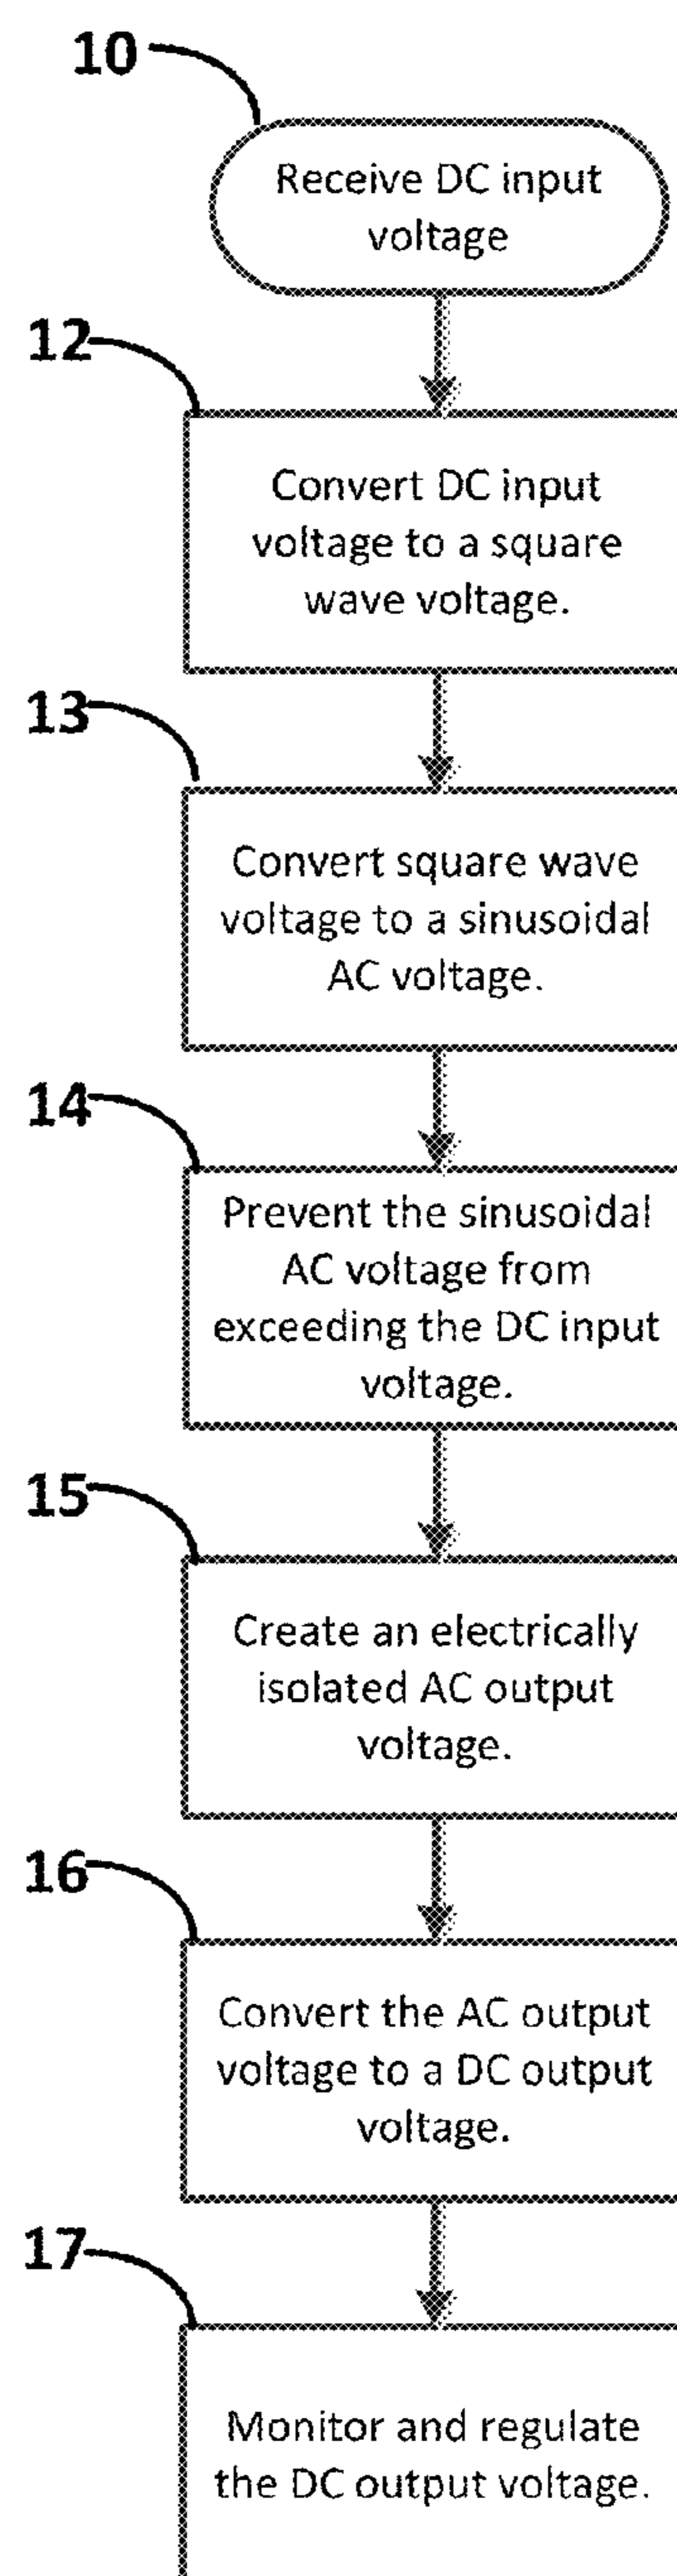 10
Receive DC input
voltage
12
Convert DC input
voltage to a square
wave voltage.
13
Convert square wave
voltage to a sinusoidal
AC voltage.
14
Prevent the sinusoidal
AC voltage from
exceeding the DC input
voltage.
15
Create an electrically
isolated AC output
voltage.
16
Convert the AC output
voltage to a DC output
voltage.
17
Monitor and regulate
the DC output voltage.